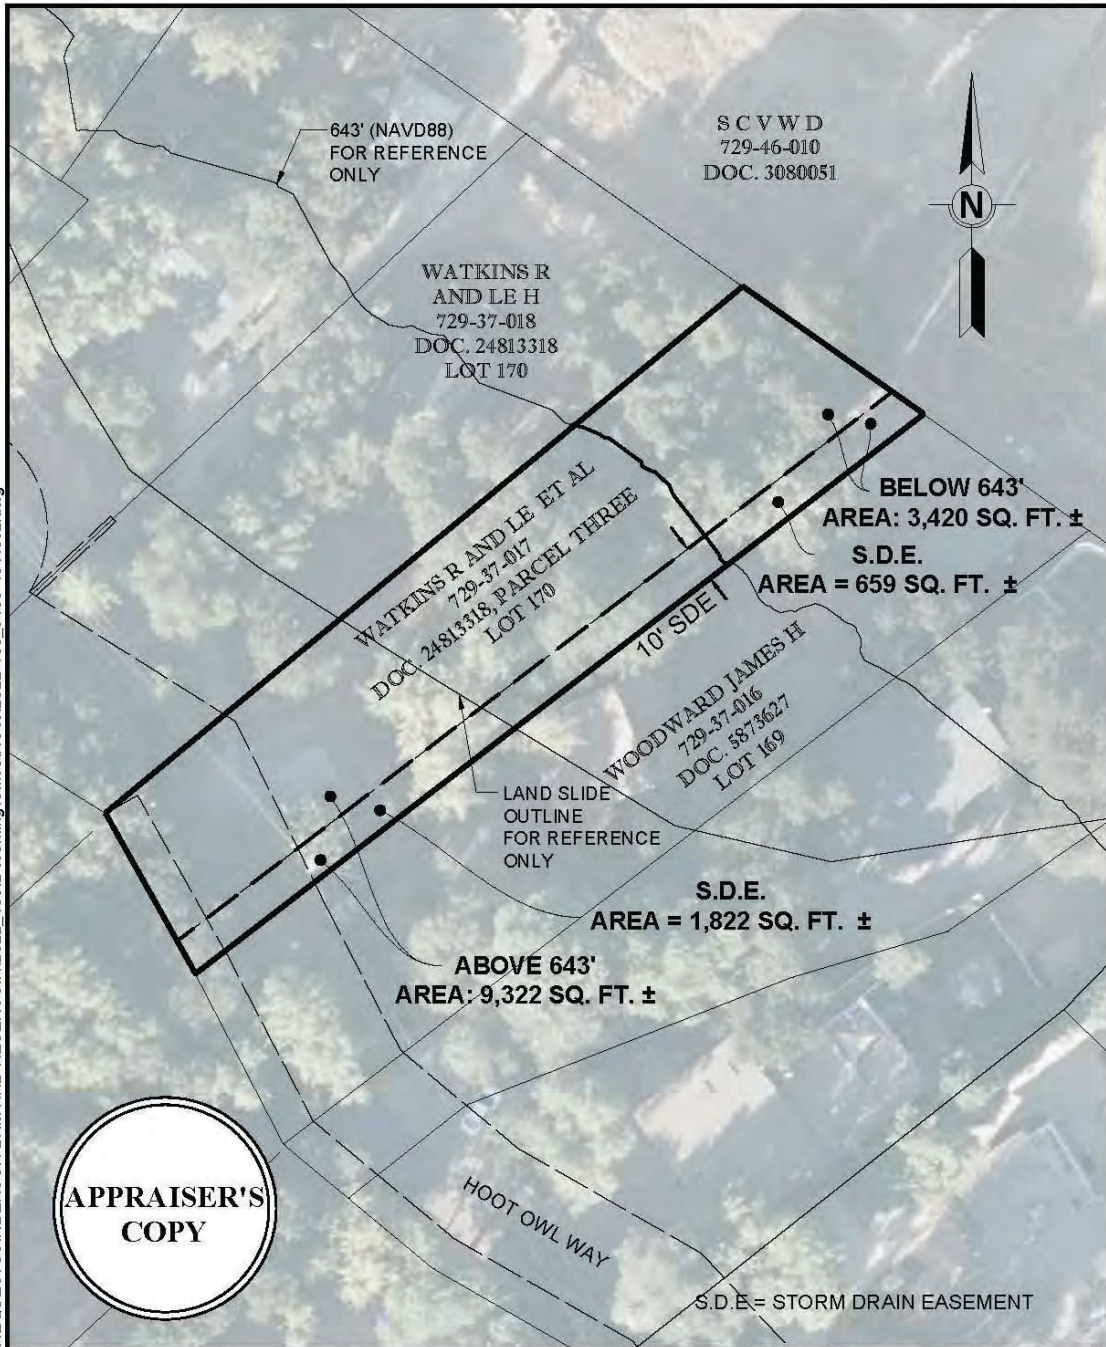 643' (NAVD88)
FOR REFERENCE
ONLY
S C V W D
729-46-010
DOC. 3080051
N
WATKINS R
AND LE H
729-37-018
DOC. 24813318
LOT 170
WATKINS R AND LE ET AL
729-37-017
DOC. 24813318, PARCEL THREE
LOT 170
BELOW 643'
AREA: 3,420 SQ. FT. ±
S.D.E.
AREA = 659 SQ. FT. ±
10' SDE
WOODWARD JAMES H
729-37-016
DOC. 5873627
LOT 169
LAND SLIDE
OUTLINE
FOR REFERENCE
ONLY
S.D.E.
AREA = 1,822 SQ. FT. ±
ABOVE 643'
AREA: 9,322 SQ. FT. ±
APPRAISER'S
COPY
HOOT OWL WAY
S.D.E = STORM DRAIN EASEMENT